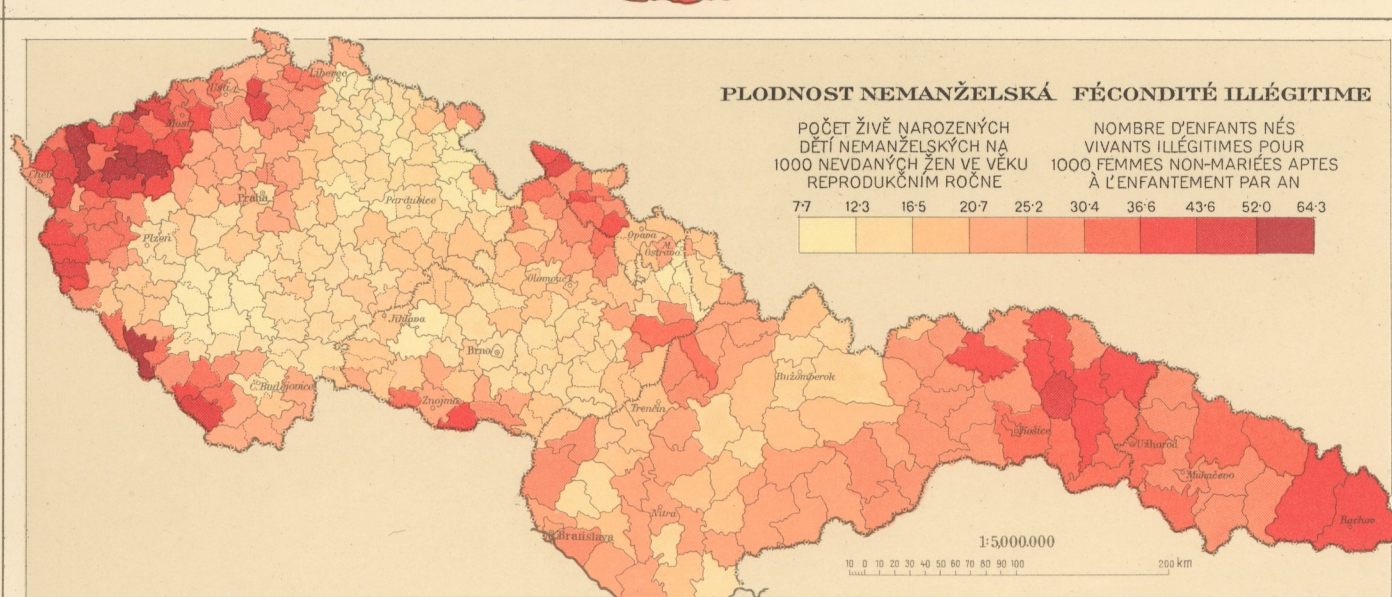 PLODNOST NEMANŽELSKÁ
FÉCONDITÉ ILLÉGITIME
POČET ŽIVĚ NAROZENÝCH
DĚTÍ NEMANŽELSKÝCH NA
1000 NEVDANÝCH ŽEN VE VĚKU
REPRODUKČNÍM ROČNE
NOMBRE D'ENFANTS NÉS
VIVANTS ILLÉGITIMES POUR
1000 FEMMES NON-MARIÉES APTES
À L'ENFANTEMENT PAR AN
7·7 12·3 16·5 20·7 25·2 30·4 36·6 43·6 52·0 64·3
Liberec
Ústí
Most
Cheb
Praha
Pardubice
Plzeň
Opava
M. Ostrava
Olomouc
Jihlava
Brno
Ružomberok
Č. Budějovice
Znojmo
Trenčín
Košice
Užhorod
Mukačevo
Nitra
Bratislava
Rachov
1:5,000.000
10 0 10 20 30 40 50 60 70 80 90 100 200 km